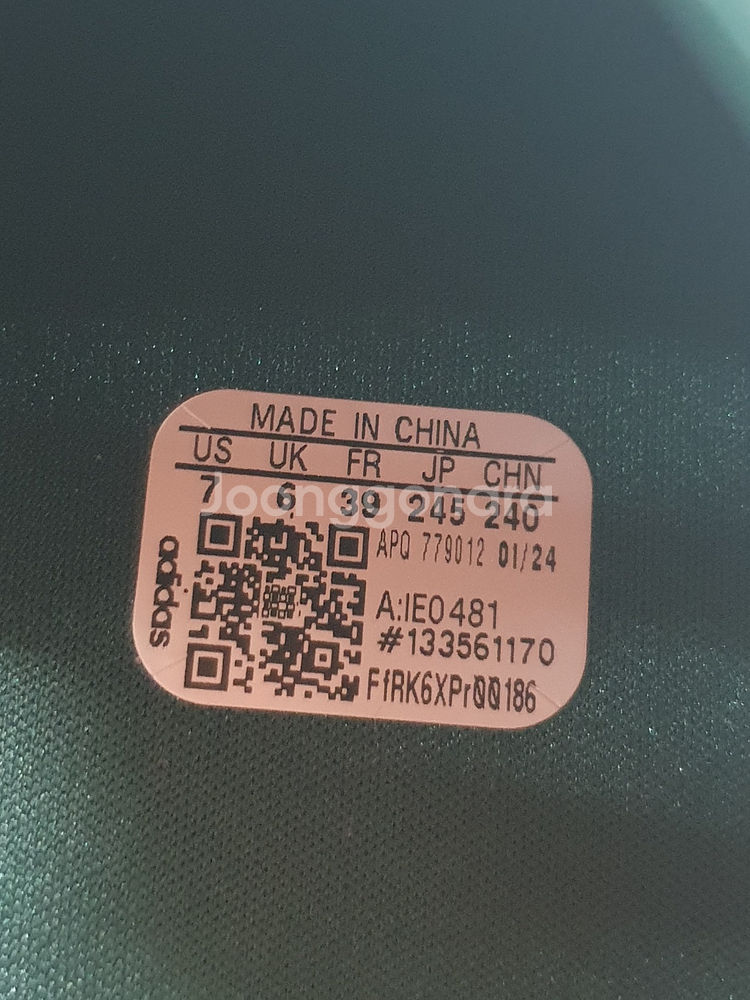 MADE IN CHINA
US UK FR JP CHN
7 6 39 245 240
Joonggonara
APQ 779012 01/24
A:IE0481
#133561170
FfRK6XPr00186
adidas